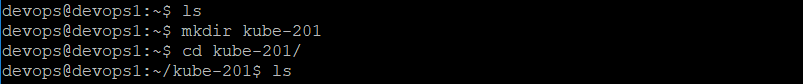 devops@devops1:~$ ls
devops@devops1:~$ mkdir kube-201
devops@devops1:~$ cd kube-201/
devops@devops1:~/kube-201$ ls